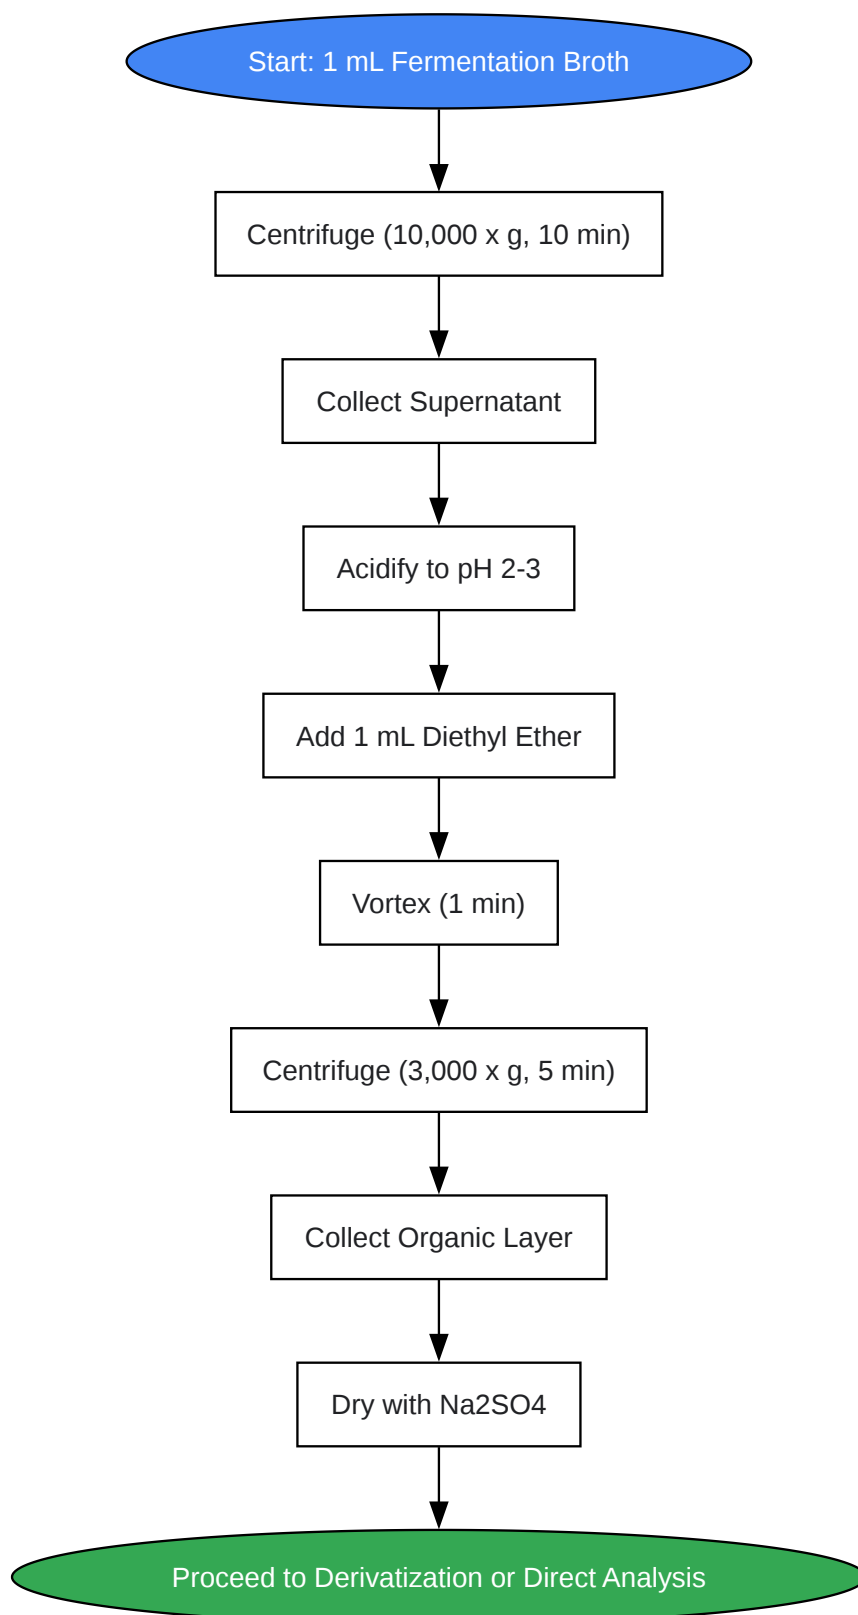 Start: 1 mL Fermentation Broth
Centrifuge (10,000 x g, 10 min)
Collect Supernatant
Acidify to pH 2-3
Add 1 mL Diethyl Ether
Vortex (1 min)
Centrifuge (3,000 x g, 5 min)
Collect Organic Layer
Dry with Na2SO4
Proceed to Derivatization or Direct Analysis